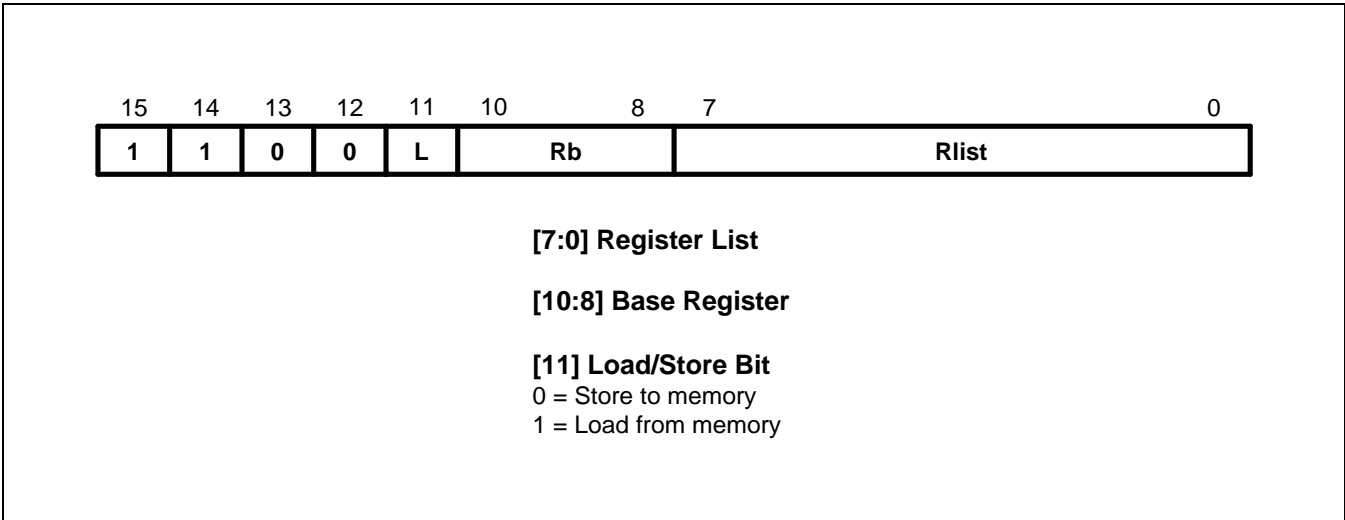 15 14 13 12 11 10 8 7 0
1 1 0 0 L Rb Rlist
[7:0] Register List
[10:8] Base Register
[11] Load/Store Bit
0 = Store to memory
1 = Load from memory